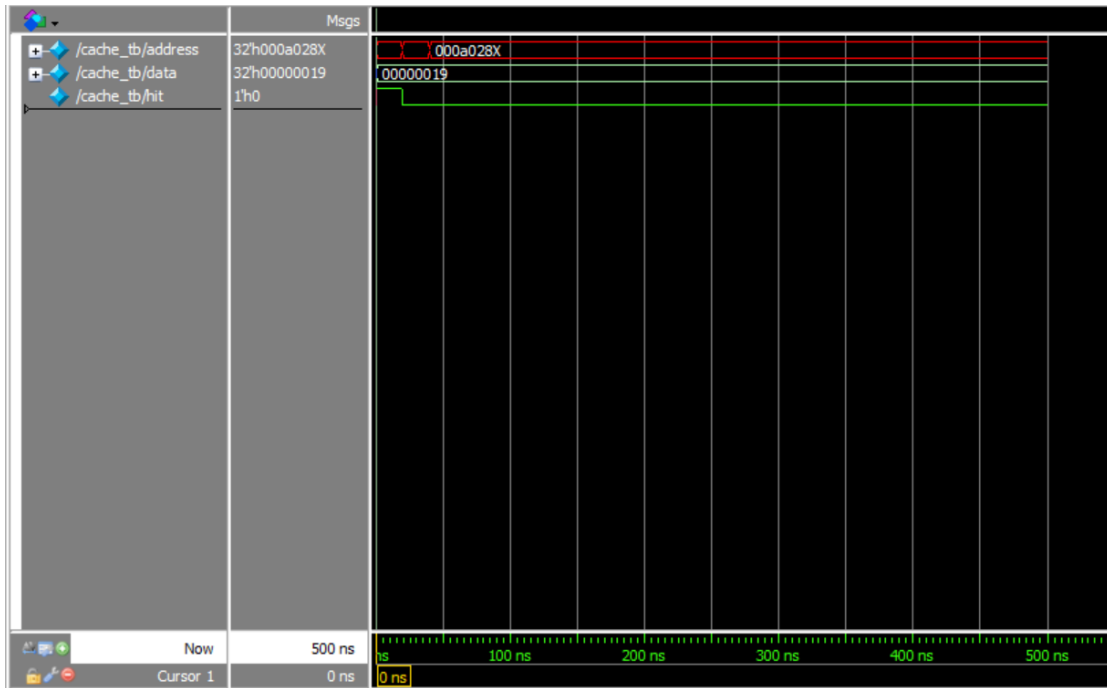 Msgs
/cache_tb/address 32'h000a028X 000a028X
/cache_tb/data 32'h00000019 00000019
/cache_tb/hit 1'h0
Now 500 ns ns 100 ns 200 ns 300 ns 400 ns 500 ns
Cursor 1 0 ns 0 ns